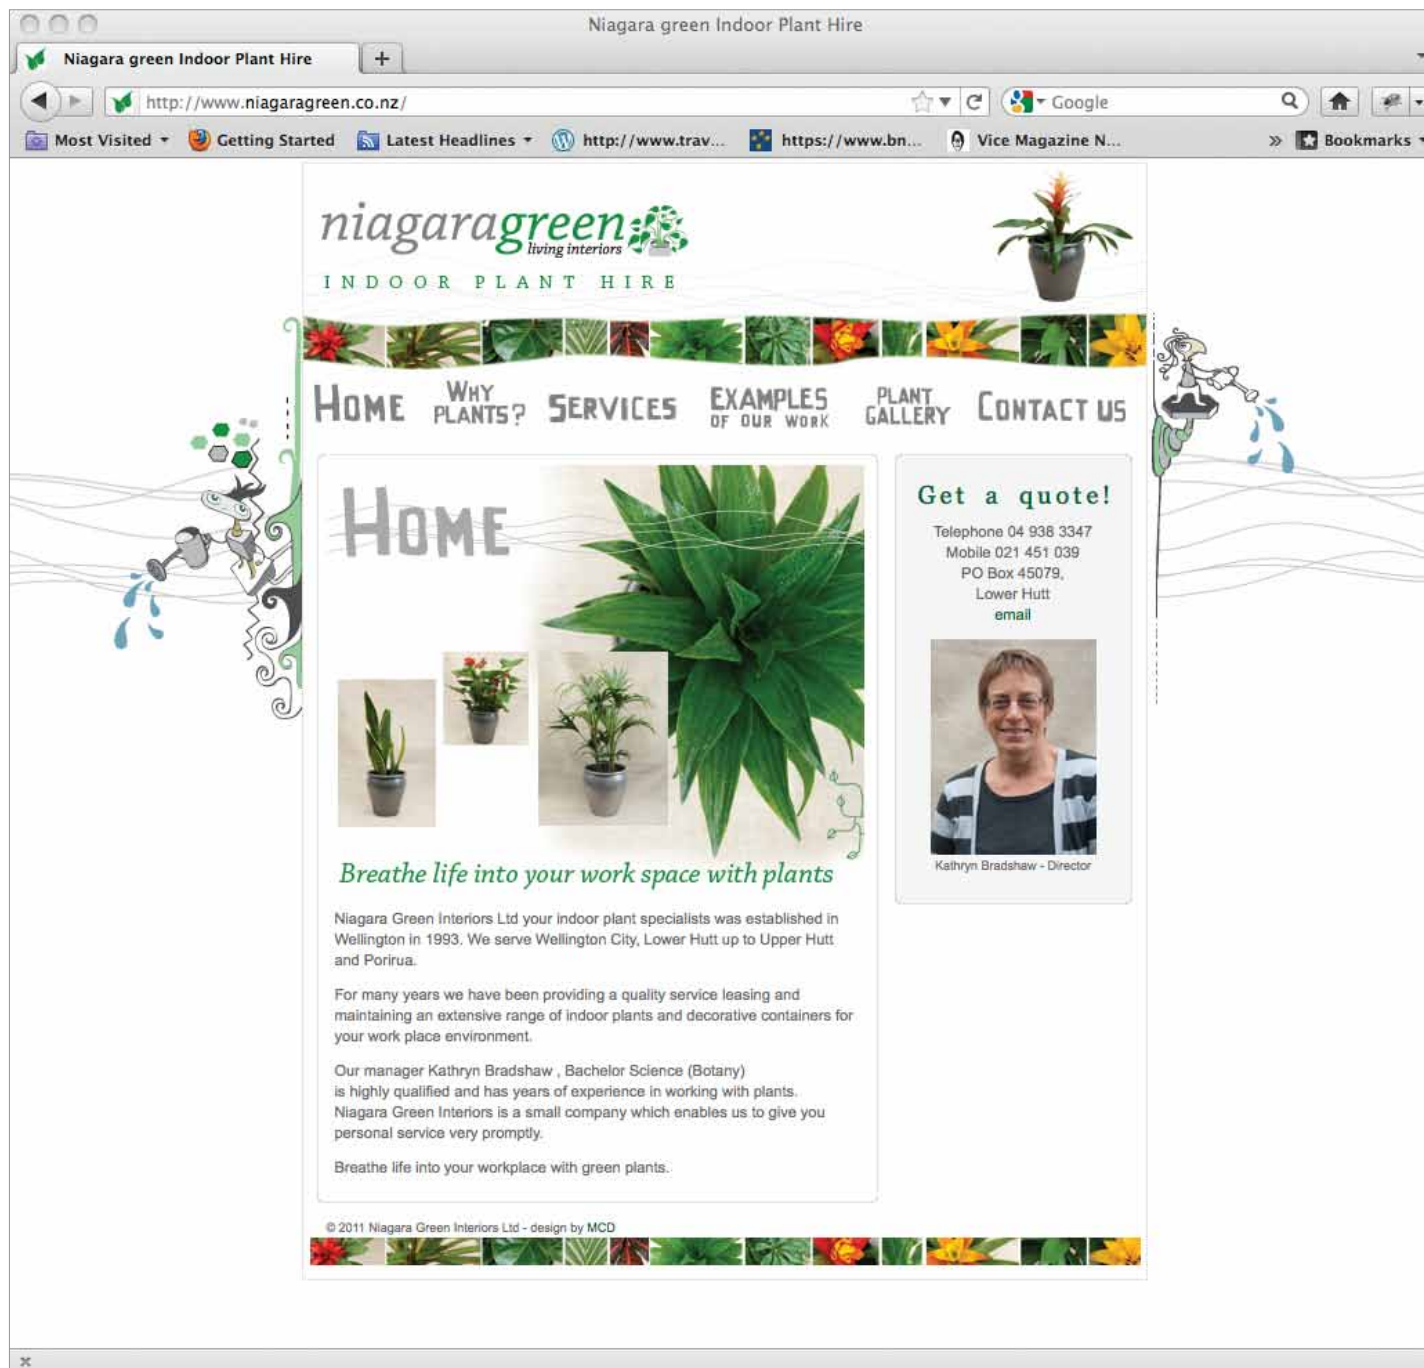 Niagara green Indoor Plant Hire
Niagara green Indoor Plant Hire
+
http://www.niagaragreen.co.nz/
Google
Most Visited
Getting Started
Latest Headlines
http://www.trav...
https://www.bn...
Vice Magazine N...
»
Bookmarks
niagaragreen
living interiors
INDOOR PLANT HIRE
HOME
WHY PLANTS?
SERVICES
EXAMPLES OF OUR WORK
PLANT GALLERY
CONTACT US
HOME
Get a quote!
Telephone 04 938 3347
Mobile 021 451 039
PO Box 45079,
Lower Hutt
email
Kathryn Bradshaw - Director
Breathe life into your work space with plants
Niagara Green Interiors Ltd your indoor plant specialists was established in
Wellington in 1993. We serve Wellington City, Lower Hutt up to Upper Hutt
and Porirua.
For many years we have been providing a quality service leasing and
maintaining an extensive range of indoor plants and decorative containers for
your work place environment.
Our manager Kathryn Bradshaw , Bachelor Science (Botany)
is highly qualified and has years of experience in working with plants.
Niagara Green Interiors is a small company which enables us to give you
personal service very promptly.
Breathe life into your workplace with green plants.
© 2011 Niagara Green Interiors Ltd - design by MCD